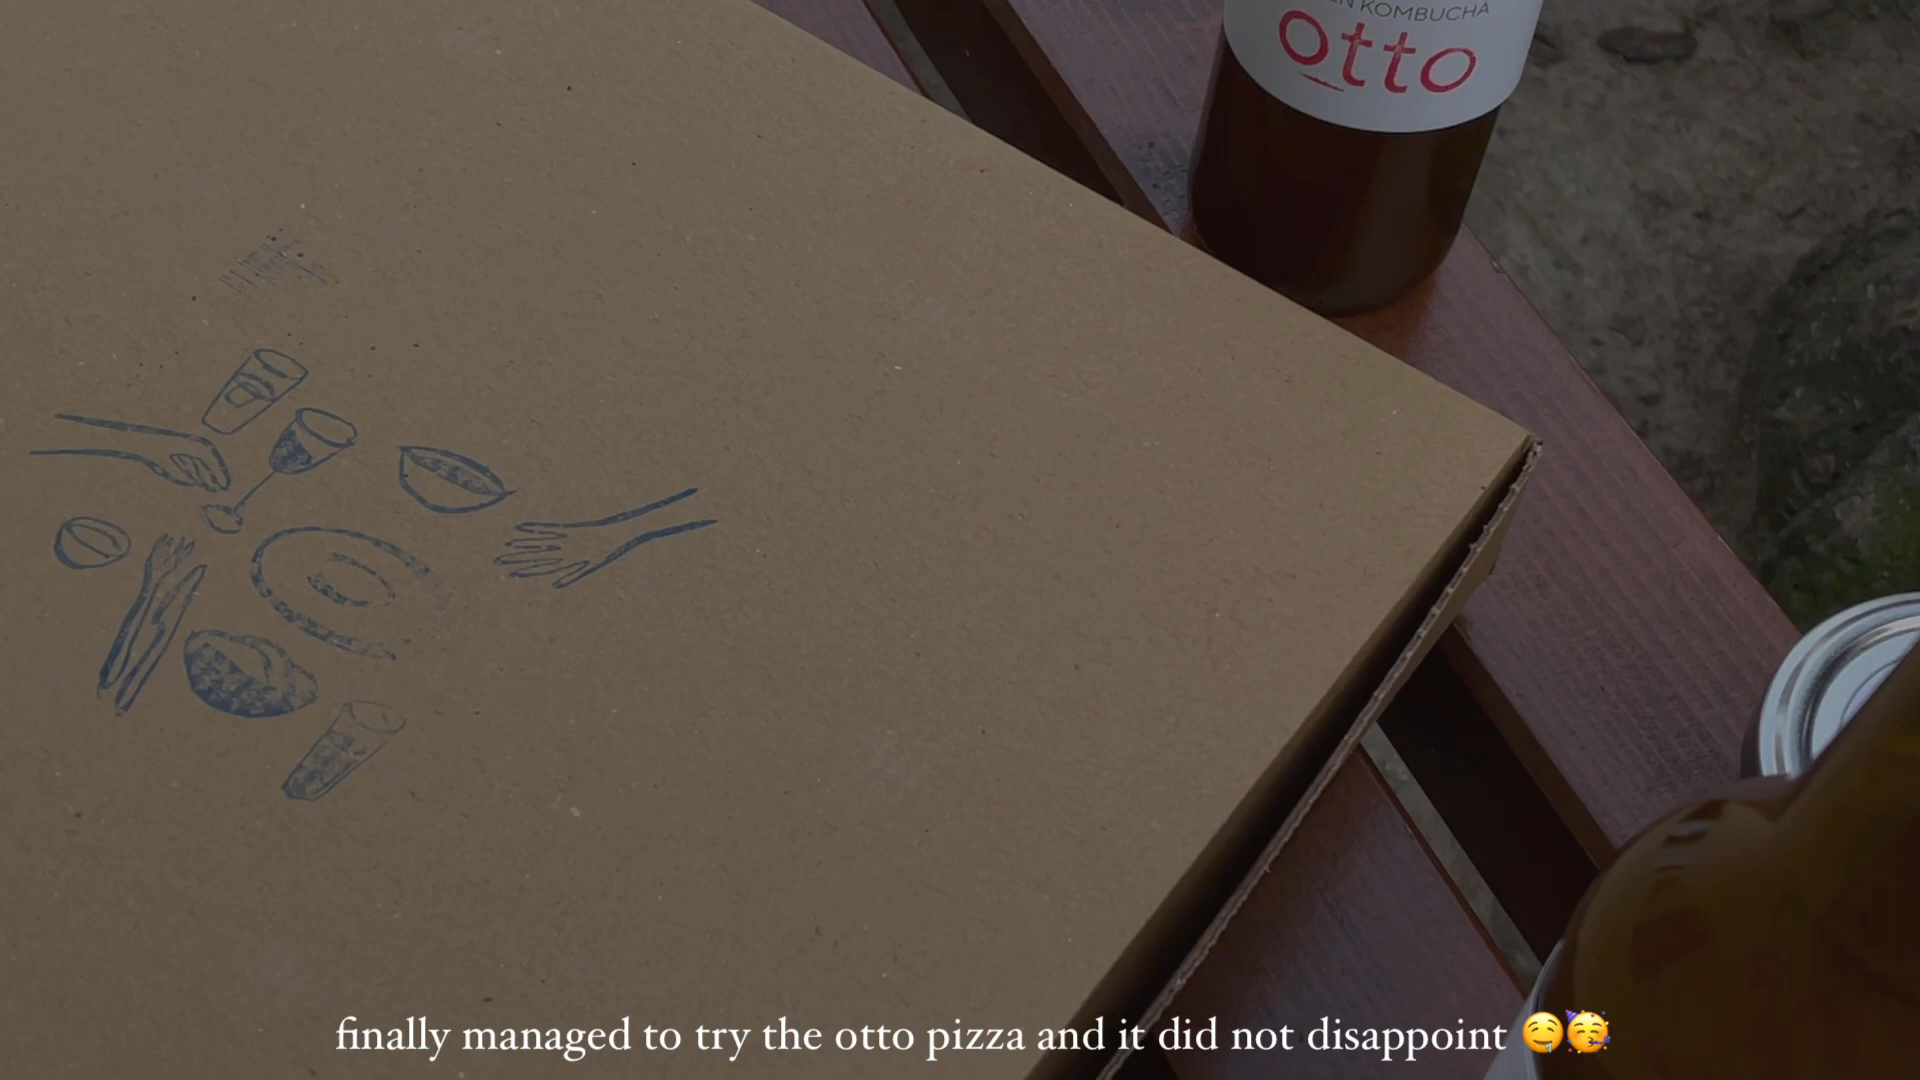 KOMBUCHA
otto
finally managed to try the otto pizza and it did not disappoint 🤤🥳